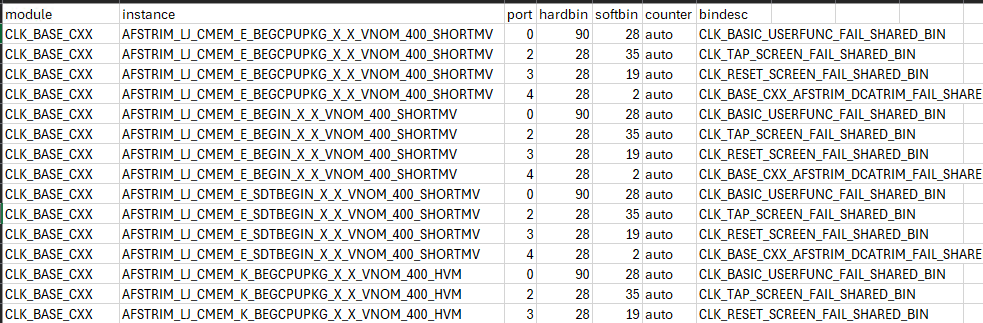 module instance port hardbin softbin counter bindesc
CLK_BASE_CXX AFSTRIM_LJ_CMEM_E_BEGCPUPKG_X_X_VNOM_400_SHORTMV 0 90 28 auto CLK_BASIC_USERFUNC_FAIL_SHARED_BIN
CLK_BASE_CXX AFSTRIM_LJ_CMEM_E_BEGCPUPKG_X_X_VNOM_400_SHORTMV 2 28 35 auto CLK_TAP_SCREEN_FAIL_SHARED_BIN
CLK_BASE_CXX AFSTRIM_LJ_CMEM_E_BEGCPUPKG_X_X_VNOM_400_SHORTMV 3 28 19 auto CLK_RESET_SCREEN_FAIL_SHARED_BIN
CLK_BASE_CXX AFSTRIM_LJ_CMEM_E_BEGCPUPKG_X_X_VNOM_400_SHORTMV 4 28 2 auto CLK_BASE_CXX_AFSTRIM_DCATRIM_FAIL_SHARE
CLK_BASE_CXX AFSTRIM_LJ_CMEM_E_BEGIN_X_X_VNOM_400_SHORTMV 0 90 28 auto CLK_BASIC_USERFUNC_FAIL_SHARED_BIN
CLK_BASE_CXX AFSTRIM_LJ_CMEM_E_BEGIN_X_X_VNOM_400_SHORTMV 2 28 35 auto CLK_TAP_SCREEN_FAIL_SHARED_BIN
CLK_BASE_CXX AFSTRIM_LJ_CMEM_E_BEGIN_X_X_VNOM_400_SHORTMV 3 28 19 auto CLK_RESET_SCREEN_FAIL_SHARED_BIN
CLK_BASE_CXX AFSTRIM_LJ_CMEM_E_BEGIN_X_X_VNOM_400_SHORTMV 4 28 2 auto CLK_BASE_CXX_AFSTRIM_DCATRIM_FAIL_SHARE
CLK_BASE_CXX AFSTRIM_LJ_CMEM_E_SDTBEGIN_X_X_VNOM_400_SHORTMV 0 90 28 auto CLK_BASIC_USERFUNC_FAIL_SHARED_BIN
CLK_BASE_CXX AFSTRIM_LJ_CMEM_E_SDTBEGIN_X_X_VNOM_400_SHORTMV 2 28 35 auto CLK_TAP_SCREEN_FAIL_SHARED_BIN
CLK_BASE_CXX AFSTRIM_LJ_CMEM_E_SDTBEGIN_X_X_VNOM_400_SHORTMV 3 28 19 auto CLK_RESET_SCREEN_FAIL_SHARED_BIN
CLK_BASE_CXX AFSTRIM_LJ_CMEM_E_SDTBEGIN_X_X_VNOM_400_SHORTMV 4 28 2 auto CLK_BASE_CXX_AFSTRIM_DCATRIM_FAIL_SHARE
CLK_BASE_CXX AFSTRIM_LJ_CMEM_K_BEGCPUPKG_X_X_VNOM_400_HVM 0 90 28 auto CLK_BASIC_USERFUNC_FAIL_SHARED_BIN
CLK_BASE_CXX AFSTRIM_LJ_CMEM_K_BEGCPUPKG_X_X_VNOM_400_HVM 2 28 35 auto CLK_TAP_SCREEN_FAIL_SHARED_BIN
CLK_BASE_CXX AFSTRIM_LJ_CMEM_K_BEGCPUPKG_X_X_VNOM_400_HVM 3 28 19 auto CLK_RESET_SCREEN_FAIL_SHARED_BIN